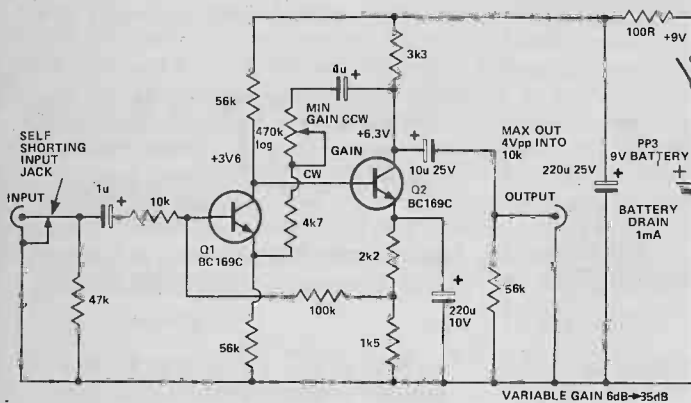 100R
+9V
3k3
4u
+
56k
MIN
GAIN CCW
470k
log
GAIN
+6.3V
+
MAX OUT
4Vpp INTO
10k
PP3
9V BATTERY
SELF
SHORTING
INPUT
JACK
+3V6
CW
10u 25V
220u 25V
+
+
INPUT
1u
+
10k
Q2
BC169C
OUTPUT
BATTERY
DRAIN
1mA
4k7
Q1
BC169C
2k2
+
47k
100k
220u
10V
56k
56k
1k5
VARIABLE GAIN 6dB→35dB